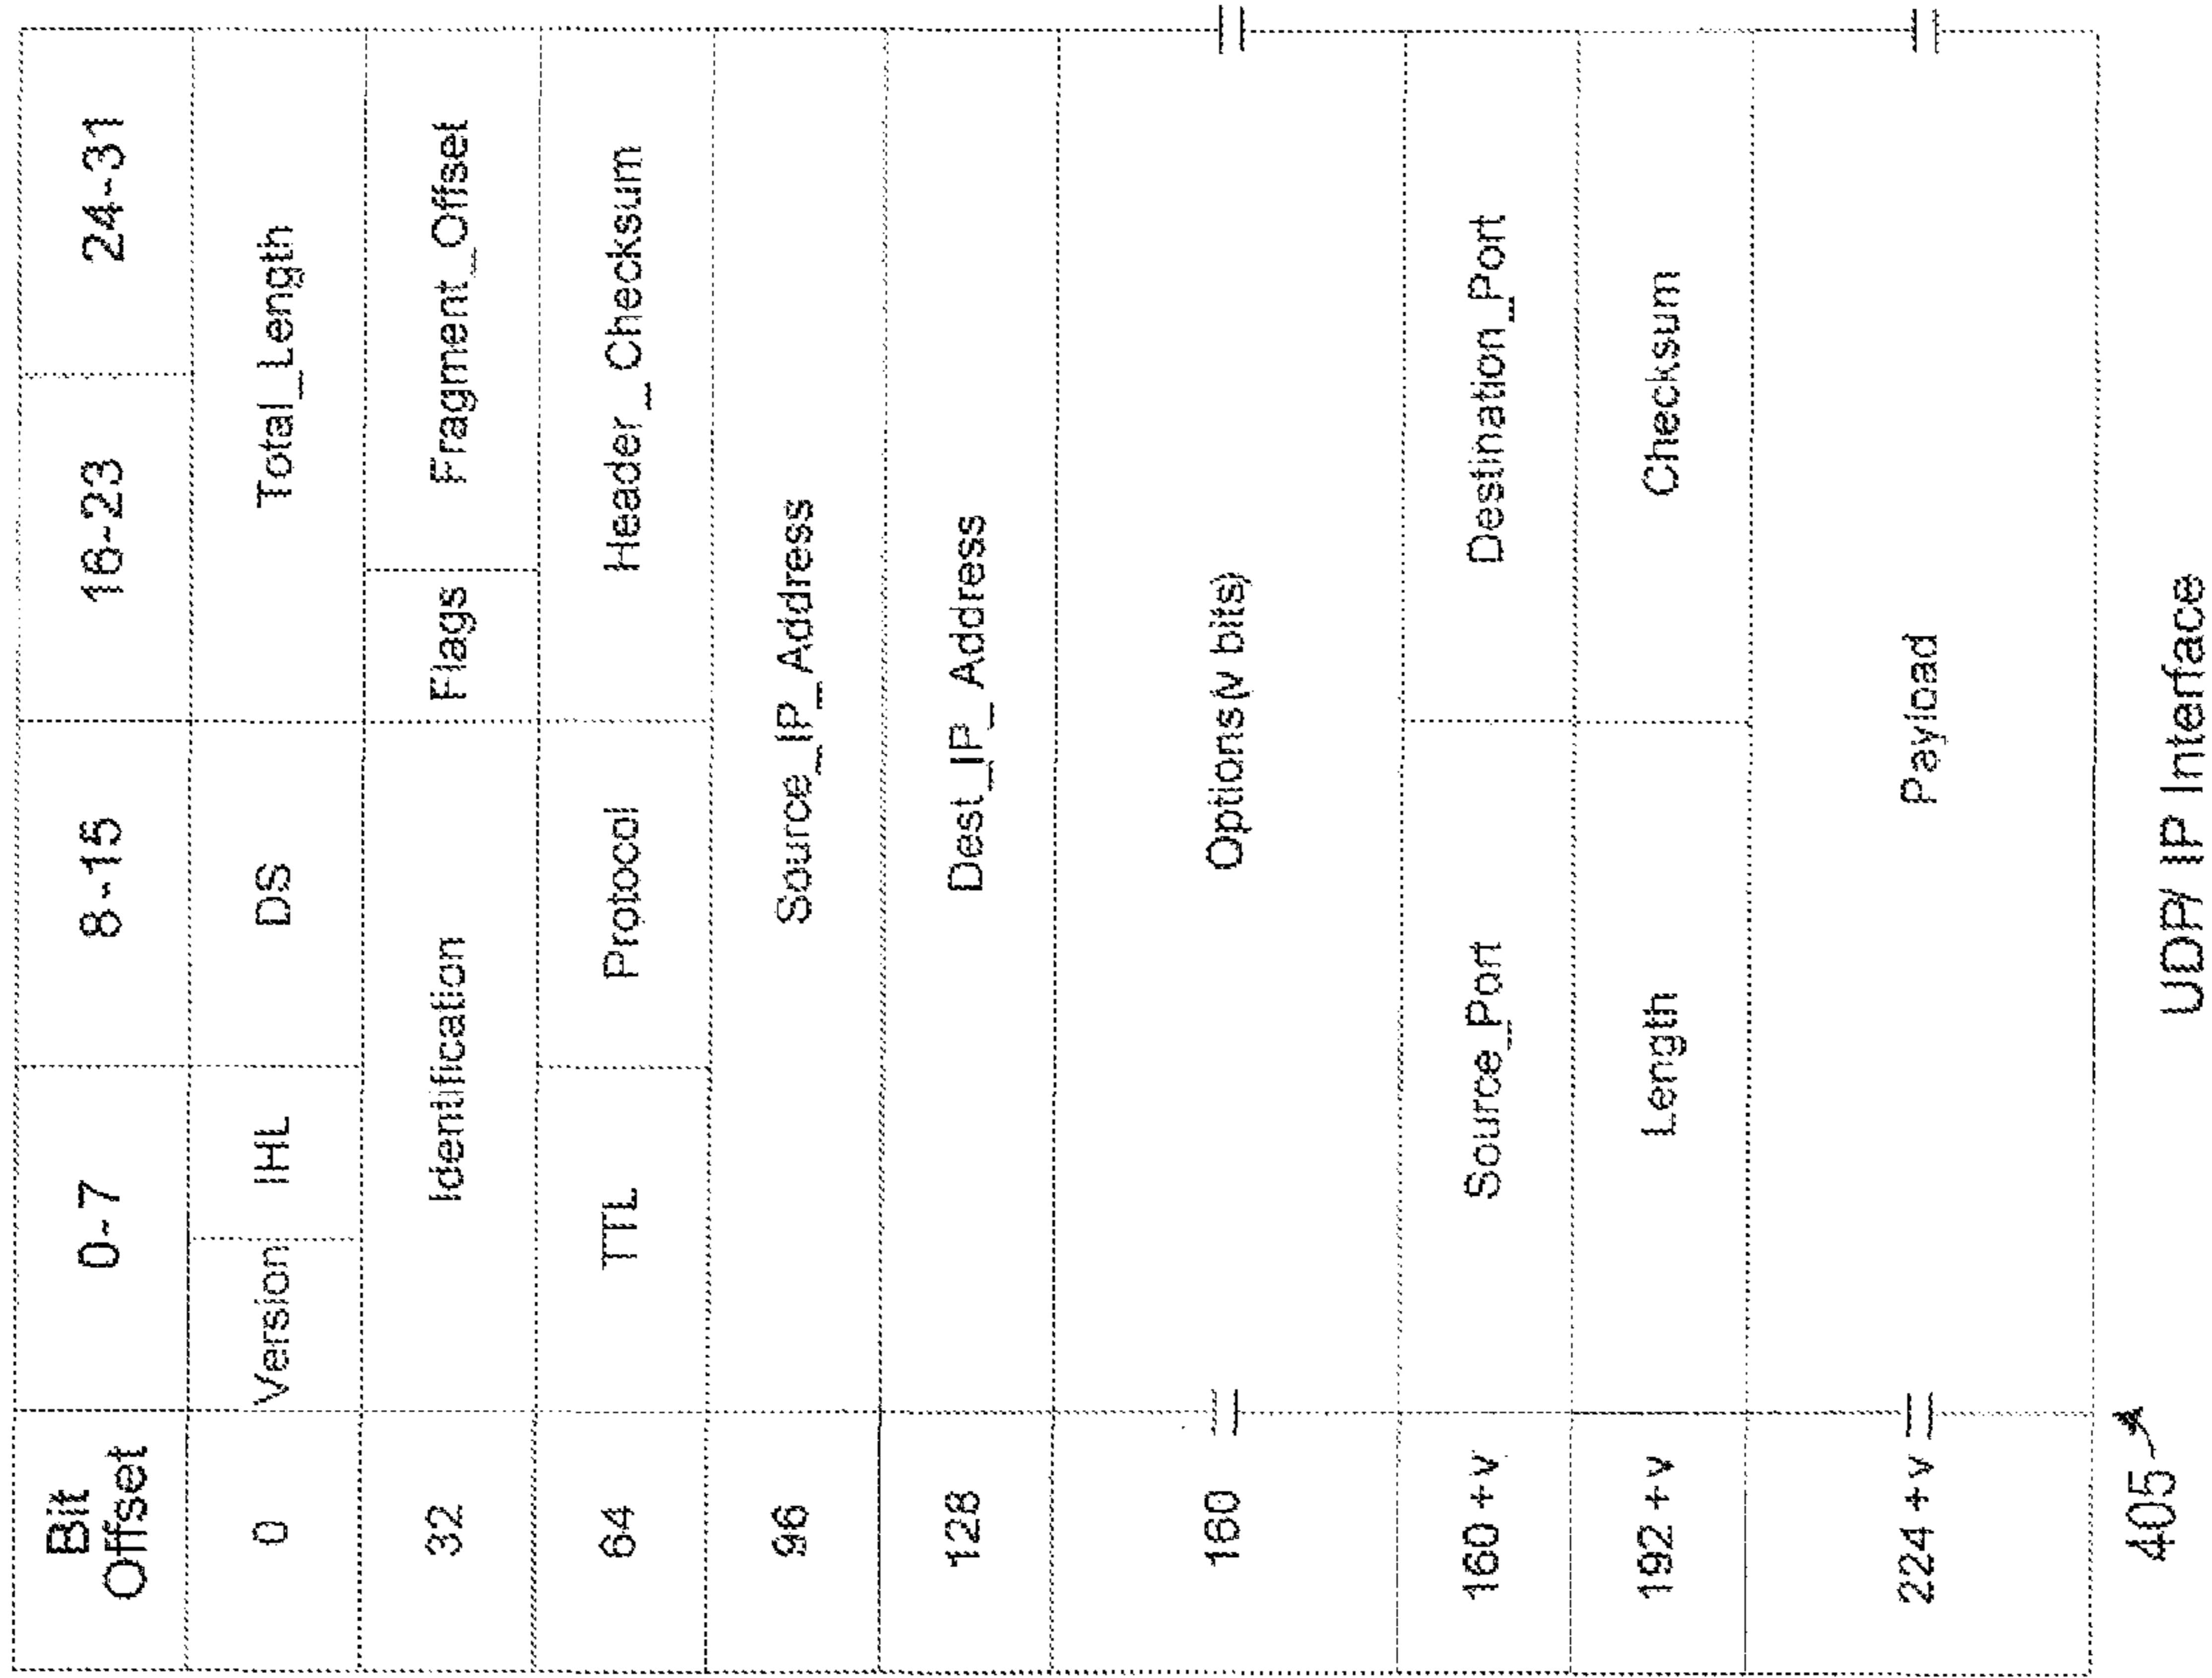 Bit Offset 0-7 8-15 16-23 24-31
0 Version IHL DS Total_Length
32 Identification Flags Fragment_Offset
64 TTL Protocol Header_Checksum
96 Source_IP_Address
128 Dest_IP_Address
160 Options(v bits)
160+v Source_Port Destination_Port
192+v Length Checksum
224+v Payload
405 UDP/ IP Interface